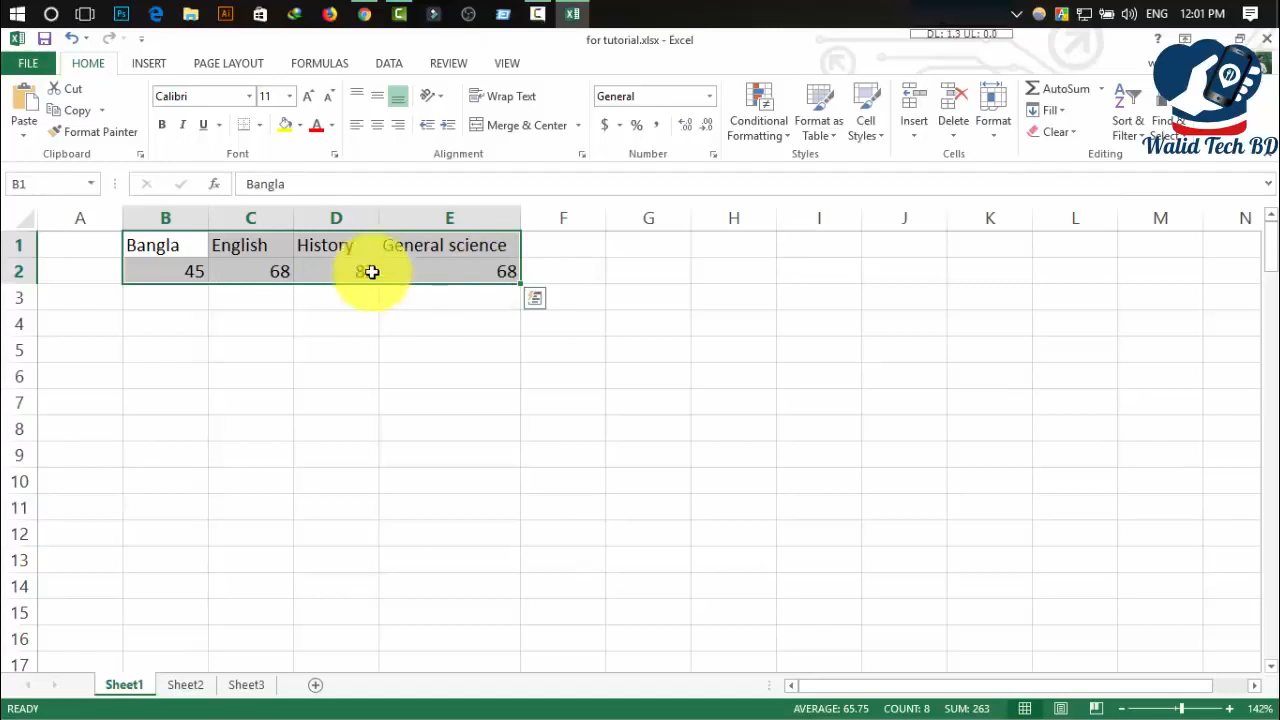 ENG 12:01 PM
for tutorial.xlsx - Excel
DL: 1.3 UL: 0.0
FILE HOME INSERT PAGE LAYOUT FORMULAS DATA REVIEW VIEW
Paste
Cut
Copy
Format Painter
Calibri 11
B I U
Wrap Text
Merge & Center
General
$ % ,
Conditional Formatting
Format as Table
Cell Styles
Insert
Delete
Format
AutoSum
Fill
Clear
Sort & Filter
Find & Select
Walid Tech BD
Clipboard Font Alignment Number Styles Cells Editing
B1 fx Bangla
A B C D E F G H I J K L M N
1 Bangla English History General science
2 45 68 68
3
4
5
6
7
8
9
10
11
12
13
14
15
16
17
Sheet1 Sheet2 Sheet3
READY AVERAGE: 65.75 COUNT: 8 SUM: 263 142%